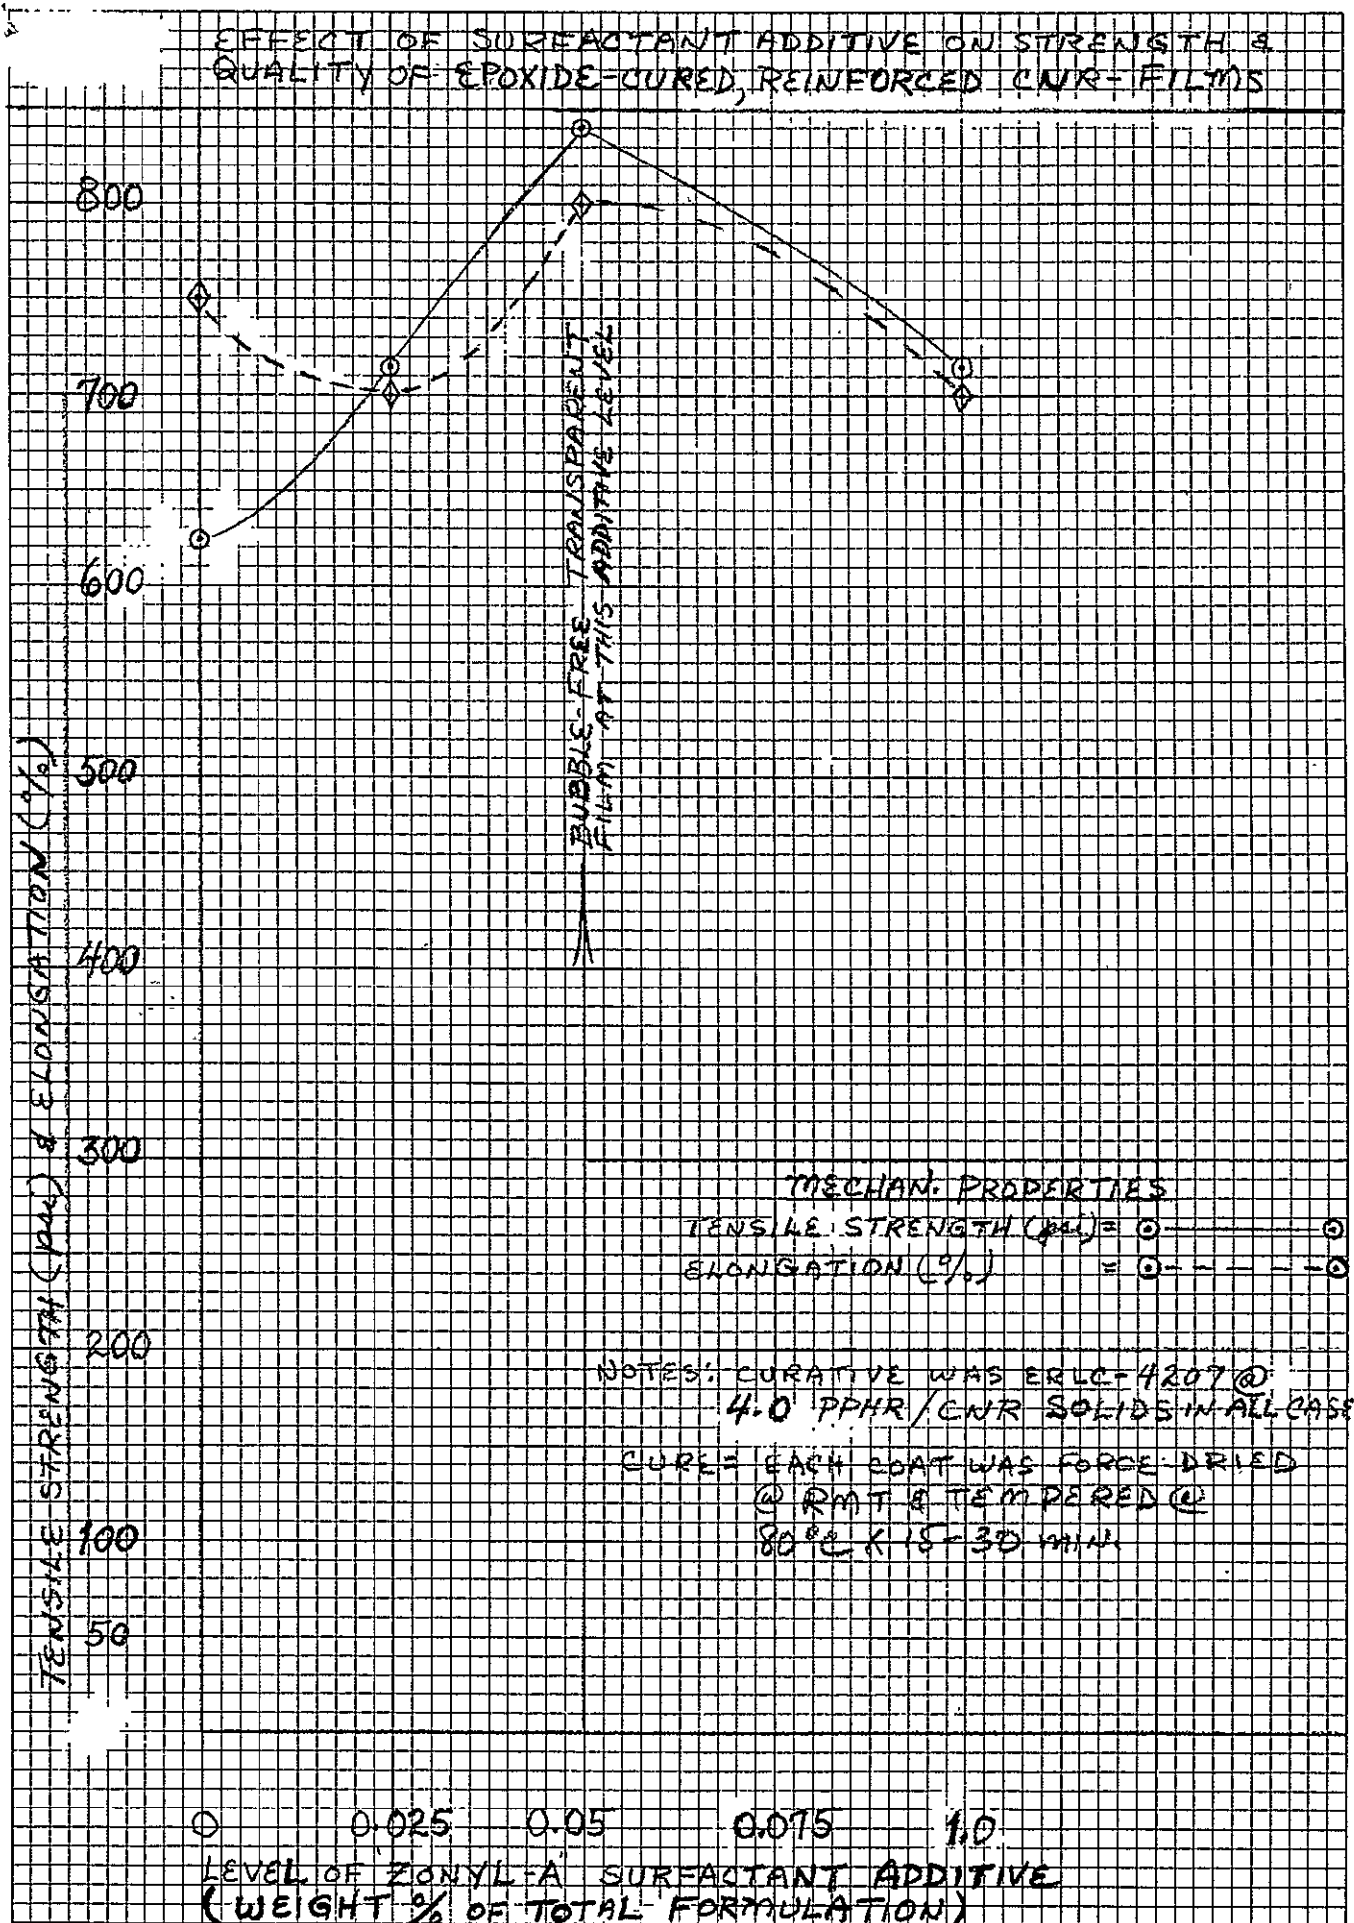 EFFECT OF SURFACTANT ADDITIVE ON STRENGTH &
QUALITY OF EPOXIDE-CURED, REINFORCED CNR-FILMS
800
700
600
500
400
300
200
100
50
TENSILE STRENGTH (psi) & ELONGATION (%)
BUBBLE-FREE TRANSPARENT
FILM AT THIS ADDITIVE LEVEL
MECHAN. PROPERTIES
TENSILE STRENGTH (psi) =
ELONGATION (%) =
NOTES: CURATIVE WAS ERLC-4207 @
4.0 PPHR/CNR SOLIDS IN ALL CASE
CURE = EACH COAT WAS FORCE DRIED
@ RMT & TEMPERED @
80°C X 15-30 MIN.
0 0.025 0.05 0.075 1.0
LEVEL OF "ZONYL-A" SURFACTANT ADDITIVE
(WEIGHT % OF TOTAL FORMULATION)